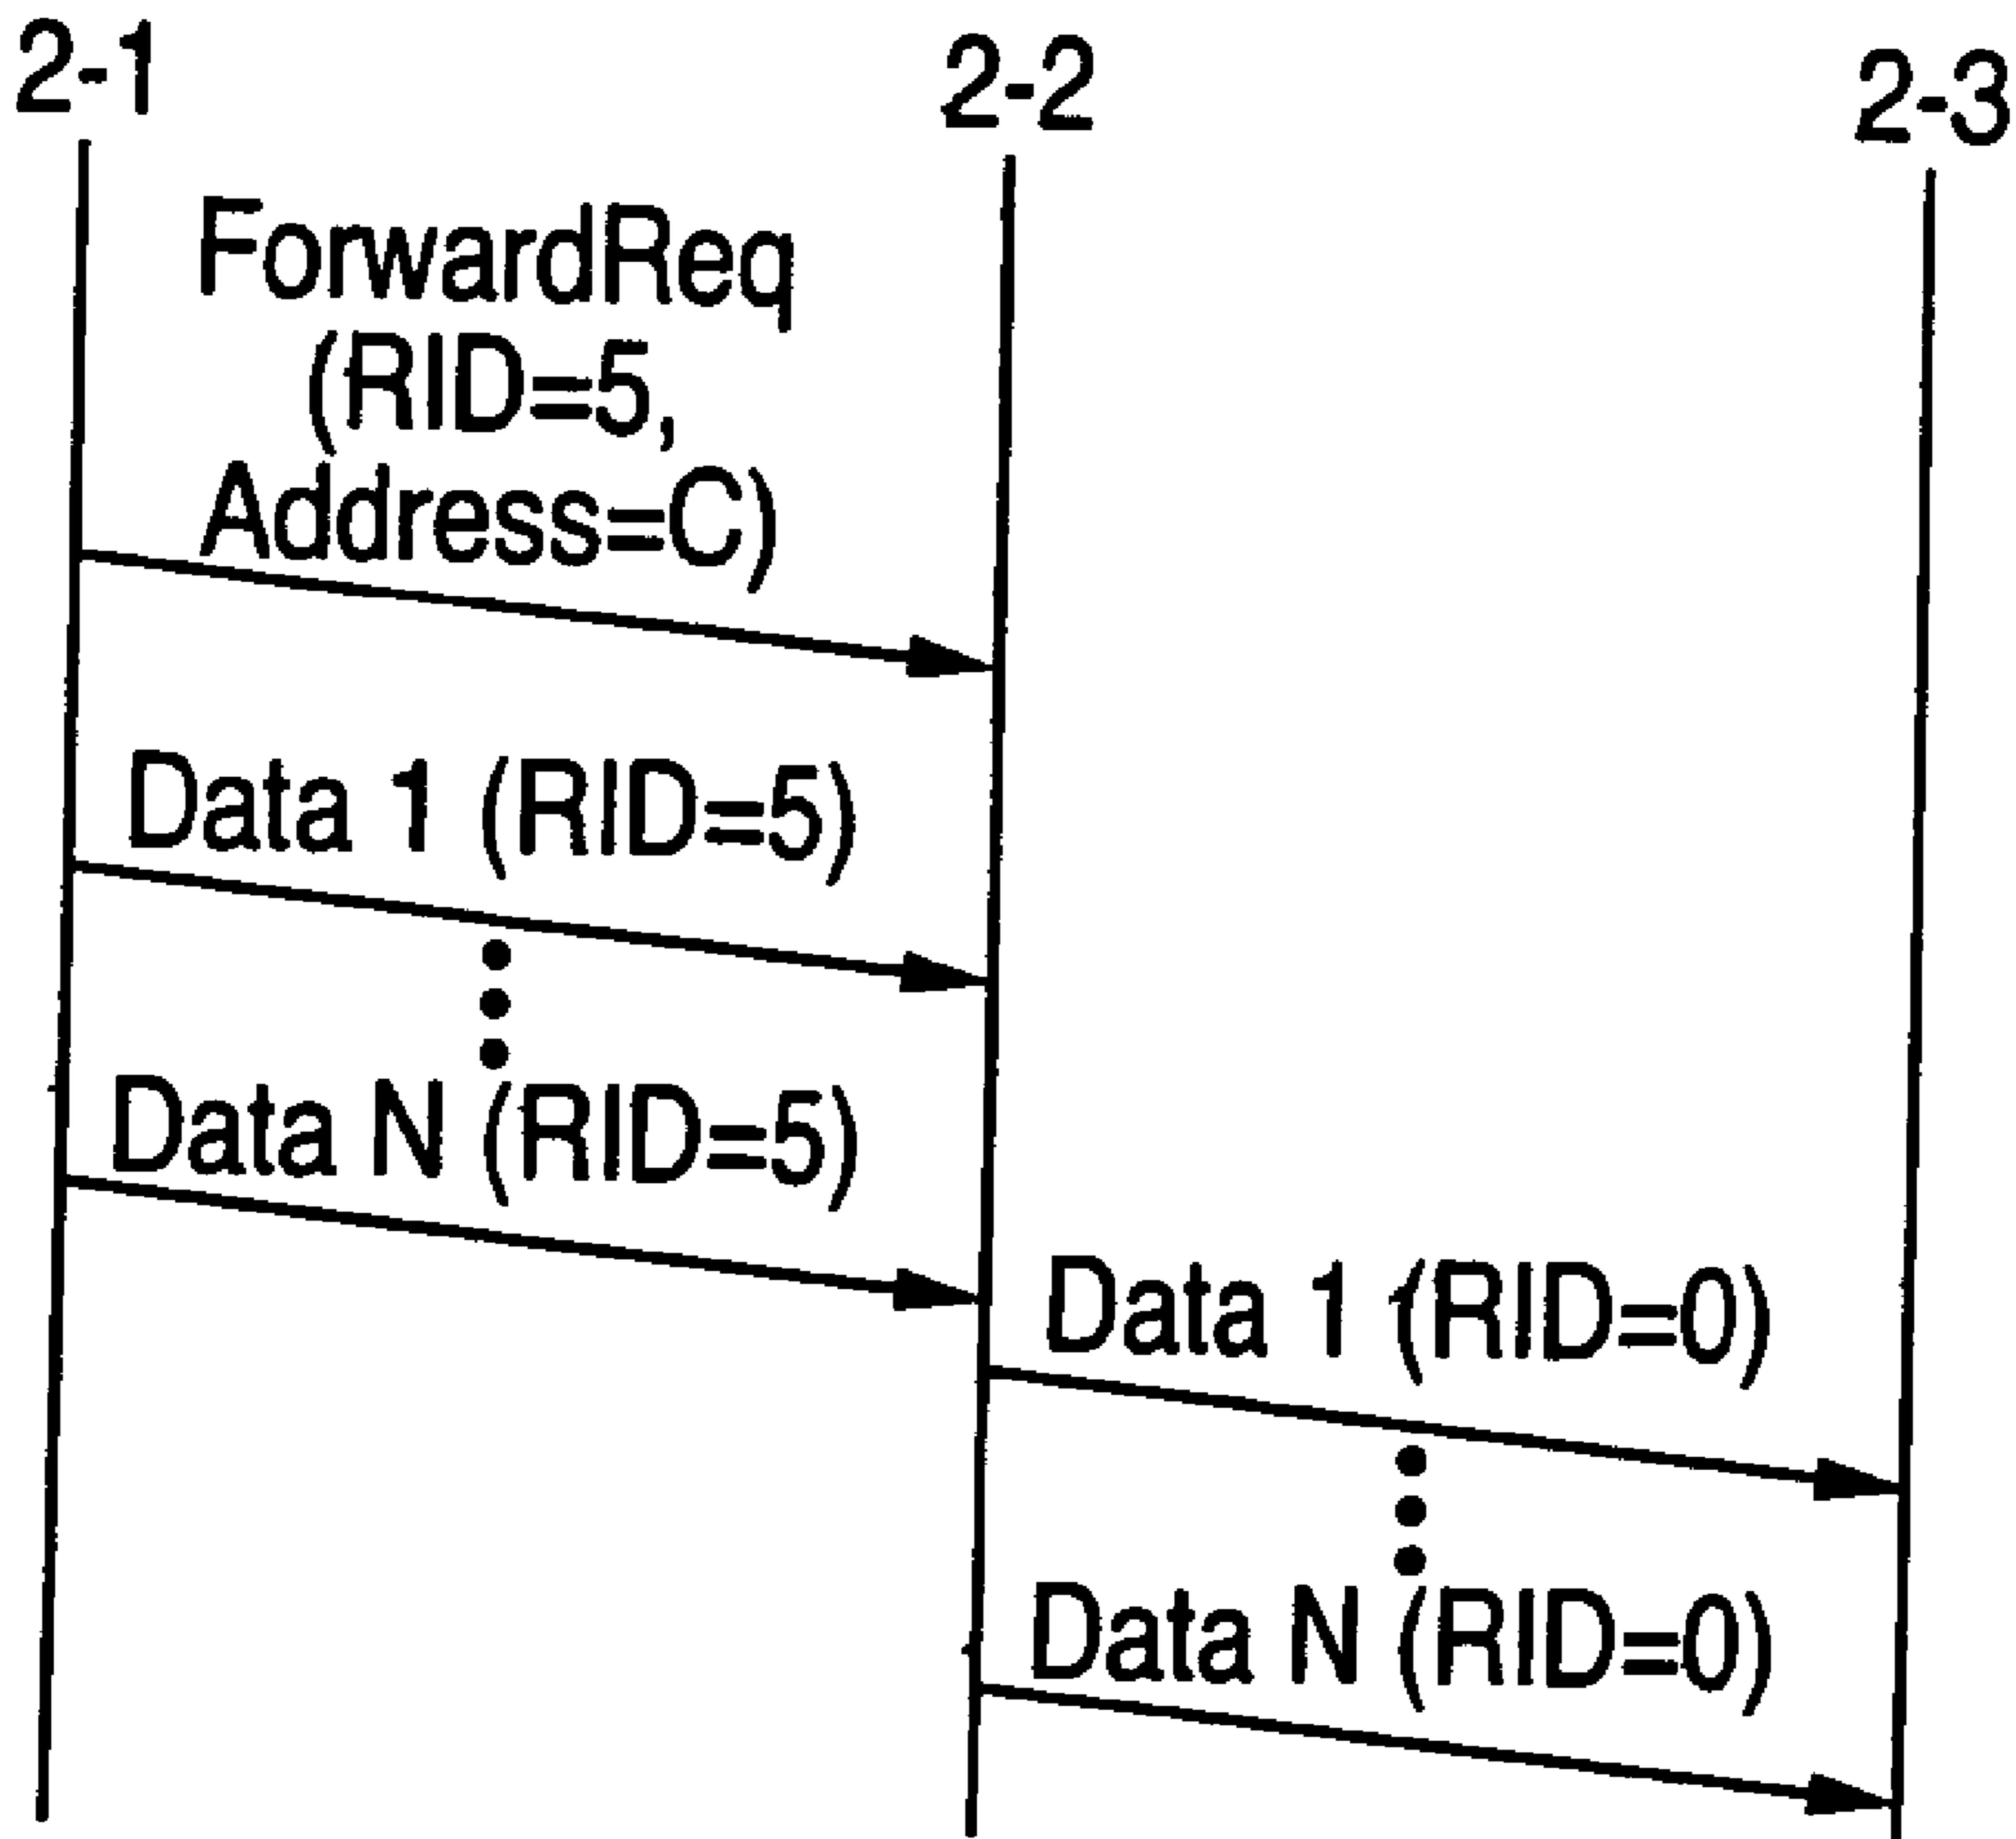 2-1
2-2
2-3
ForwardReq
(RID=5,
Address=C)
Data 1 (RID=5)
Data N (RID=5)
Data 1 (RID=0)
Data N (RID=0)